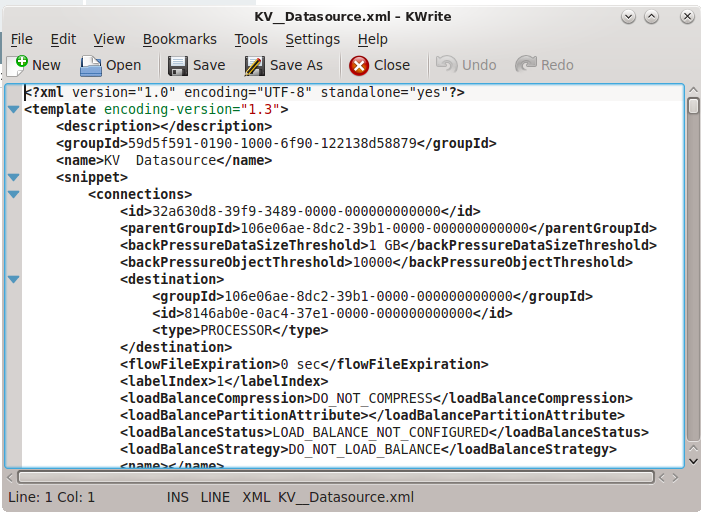 KV__Datasource.xml – KWrite
File Edit View Bookmarks Tools Settings Help
New Open Save Save As Close Undo Redo
<?xml version="1.0" encoding="UTF-8" standalone="yes"?>
<template encoding-version="1.3">
<description></description>
<groupId>59d5f591-0190-1000-6f90-122138d58879</groupId>
<name>KV  Datasource</name>
<snippet>
<connections>
<id>32a630d8-39f9-3489-0000-000000000000</id>
<parentGroupId>106e06ae-8dc2-39b1-0000-000000000000</parentGroupId>
<backPressureDataSizeThreshold>1 GB</backPressureDataSizeThreshold>
<backPressureObjectThreshold>10000</backPressureObjectThreshold>
<destination>
<groupId>106e06ae-8dc2-39b1-0000-000000000000</groupId>
<id>8146ab0e-0ac4-37e1-0000-000000000000</id>
<type>PROCESSOR</type>
</destination>
<flowFileExpiration>0 sec</flowFileExpiration>
<labelIndex>1</labelIndex>
<loadBalanceCompression>DO_NOT_COMPRESS</loadBalanceCompression>
<loadBalancePartitionAttribute></loadBalancePartitionAttribute>
<loadBalanceStatus>LOAD_BALANCE_NOT_CONFIGURED</loadBalanceStatus>
<loadBalanceStrategy>DO_NOT_LOAD_BALANCE</loadBalanceStrategy>
<name></name>
Line: 1 Col: 1 INS LINE XML KV__Datasource.xml